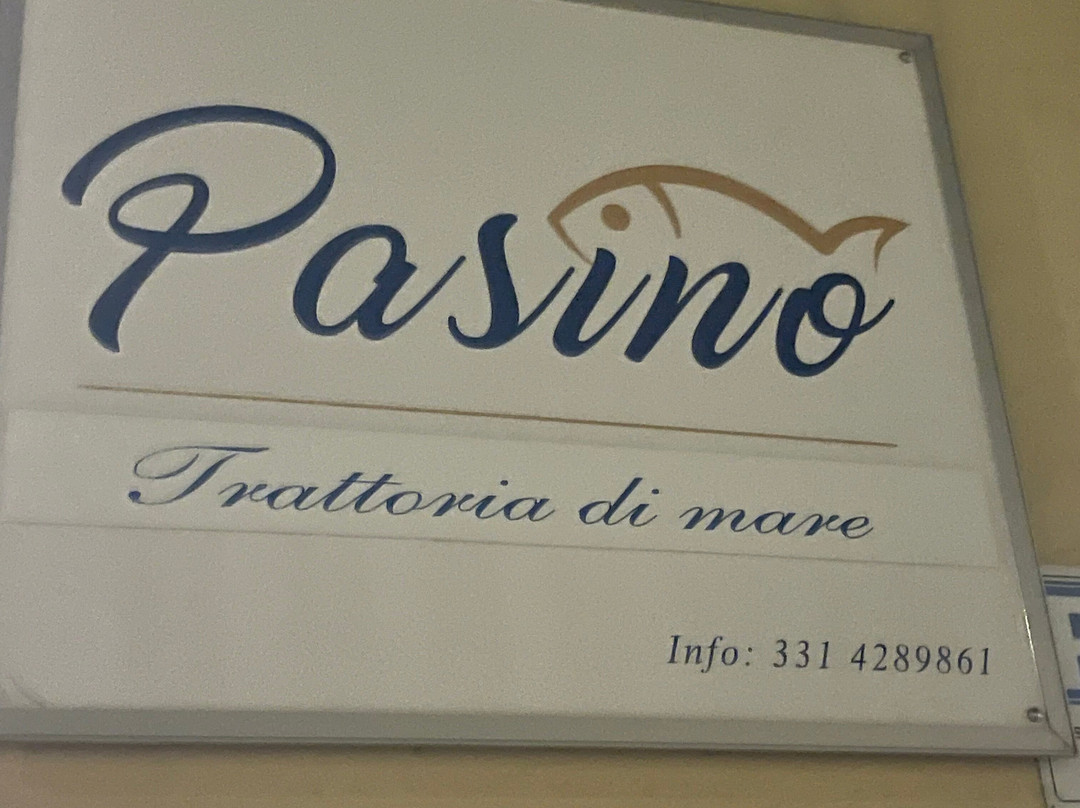 Pasino
Trattoria di mare
Info: 331 4289861